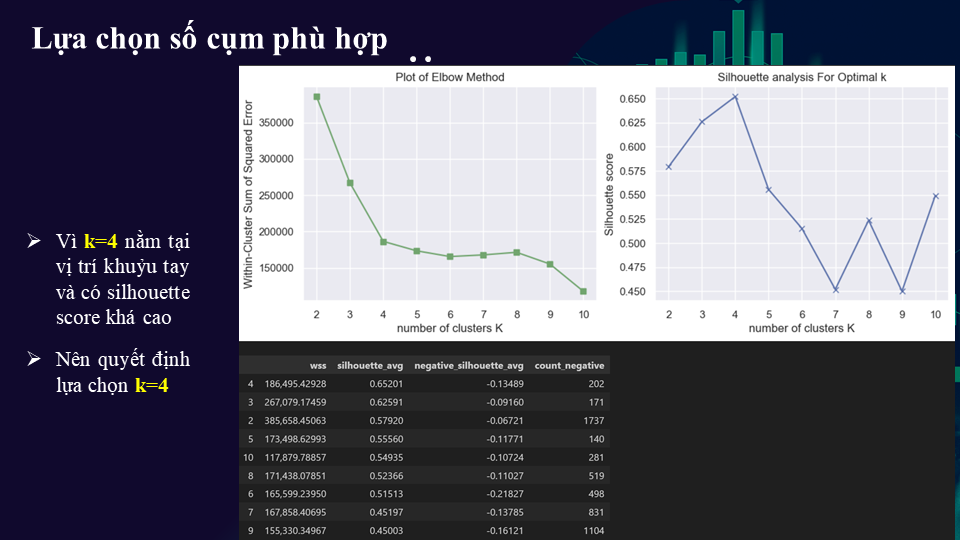 Lựa chọn số cụm phù hợp
Vì k=4 nằm tại
vị trí khuỷu tay
và có silhouette
score khá cao
Nên quyết định
lựa chọn k=4
Plot of Elbow Method
Within-Cluster Sum of Squared Error
350000
300000
250000
200000
150000
2 3 4 5 6 7 8 9 10
number of clusters K
Silhouette analysis For Optimal k
Silhouette score
0.650
0.625
0.600
0.575
0.550
0.525
0.500
0.475
0.450
2 3 4 5 6 7 8 9 10
number of clusters K
wss silhouette_avg negative_silhouette_avg count_negative
4 186,495.42928 0.65201 -0.13489 202
3 267,079.17459 0.62591 -0.09160 171
2 385,658.45063 0.57920 -0.06721 1737
5 173,498.62993 0.55560 -0.11771 140
10 117,879.78857 0.54935 -0.10724 281
8 171,438.07851 0.52366 -0.11027 519
6 165,599.23950 0.51513 -0.21827 498
7 167,858.40695 0.45197 -0.13785 831
9 155,330.34967 0.45003 -0.16121 1104